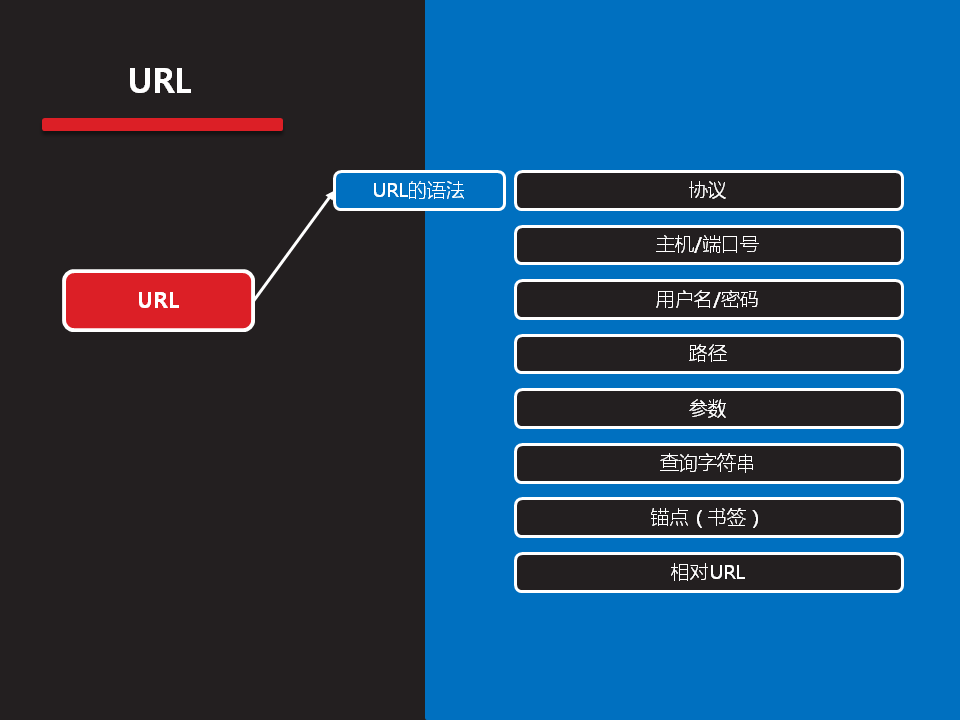 URL
URL的语法
协议
主机/端口号
URL
用户名/密码
路径
参数
查询字符串
锚点（书签）
相对URL